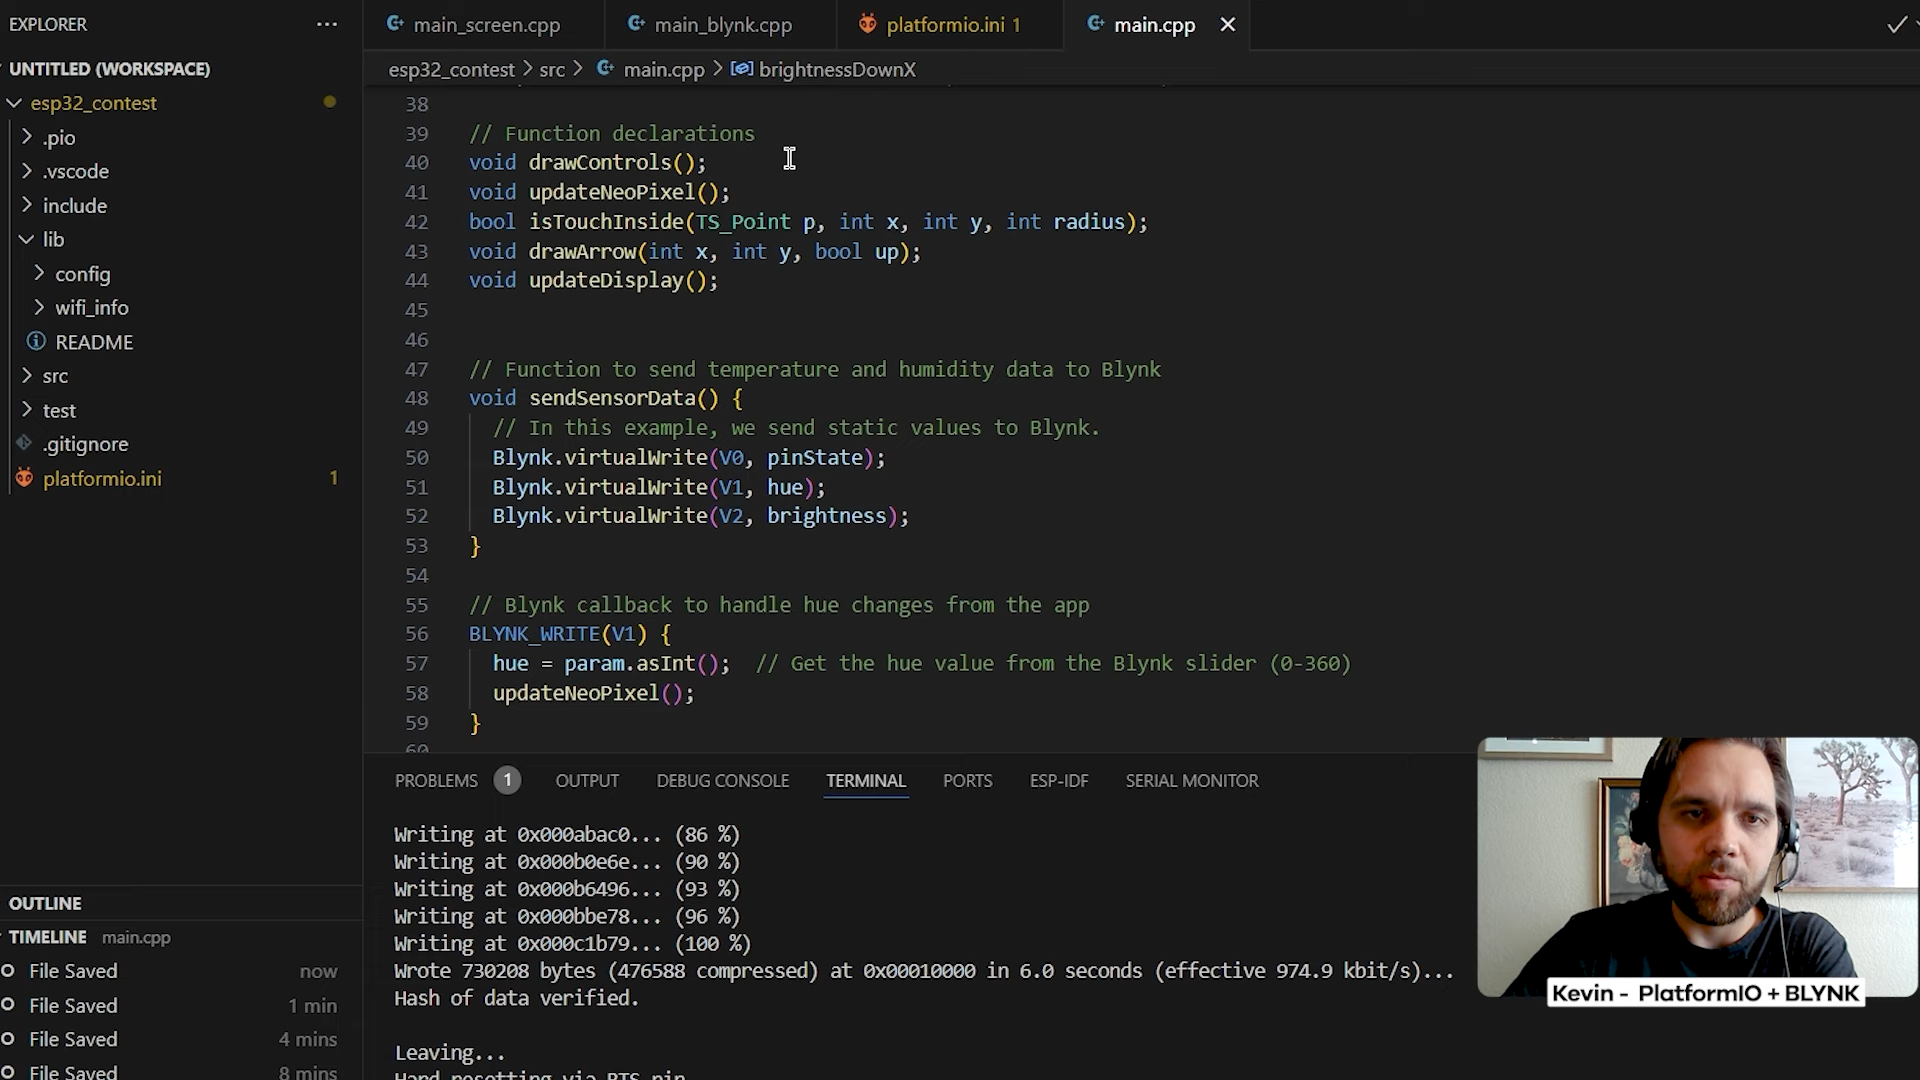 EXPLORER
UNTITLED (WORKSPACE)
esp32_contest
.pio
.vscode
include
lib
config
wifi_info
README
src
test
.gitignore
platformio.ini 1
OUTLINE
TIMELINE main.cpp
File Saved now
File Saved 1 min
File Saved 4 mins
File Saved 8 mins
main_screen.cpp
main_blynk.cpp
platformio.ini 1
main.cpp
esp32_contest > src > main.cpp > brightnessDownX
38
39 // Function declarations
40 void drawControls();
41 void updateNeoPixel();
42 bool isTouchInside(TS_Point p, int x, int y, int radius);
43 void drawArrow(int x, int y, bool up);
44 void updateDisplay();
45
46
47 // Function to send temperature and humidity data to Blynk
48 void sendSensorData() {
49 // In this example, we send static values to Blynk.
50 Blynk.virtualWrite(V0, pinState);
51 Blynk.virtualWrite(V1, hue);
52 Blynk.virtualWrite(V2, brightness);
53 }
54
55 // Blynk callback to handle hue changes from the app
56 BLYNK_WRITE(V1) {
57 hue = param.asInt(); // Get the hue value from the Blynk slider (0-360)
58 updateNeoPixel();
59 }
60
PROBLEMS 1 OUTPUT DEBUG CONSOLE TERMINAL PORTS ESP-IDF SERIAL MONITOR
Writing at 0x000abac0... (86 %)
Writing at 0x000b0e6e... (90 %)
Writing at 0x000b6496... (93 %)
Writing at 0x000bbe78... (96 %)
Writing at 0x000c1b79... (100 %)
Wrote 730208 bytes (476588 compressed) at 0x00010000 in 6.0 seconds (effective 974.9 kbit/s)...
Hash of data verified.
Leaving...
Hard resetting via RTS pin
Kevin - PlatformIO + BLYNK